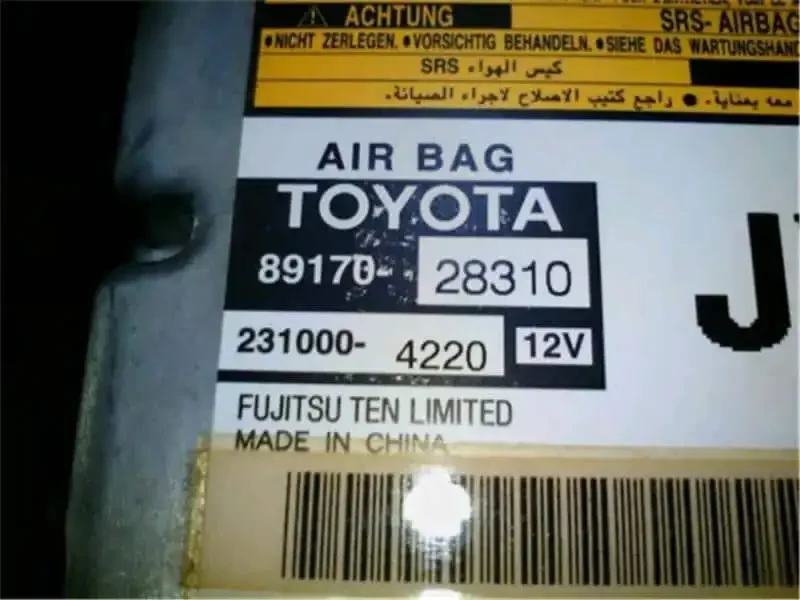 ACHTUNG
SRS-AIRBAG
•NICHT ZERLEGEN. •VORSICHTIG BEHANDELN. •SIEHE DAS
كيس الهواء SRS
معه بعناية. ● راجع كتيب الاصلاح لاجراء الصيانة.
AIR BAG
TOYOTA
89170- 28310
231000- 4220 12V
FUJITSU TEN LIMITED
MADE IN CHINA
J